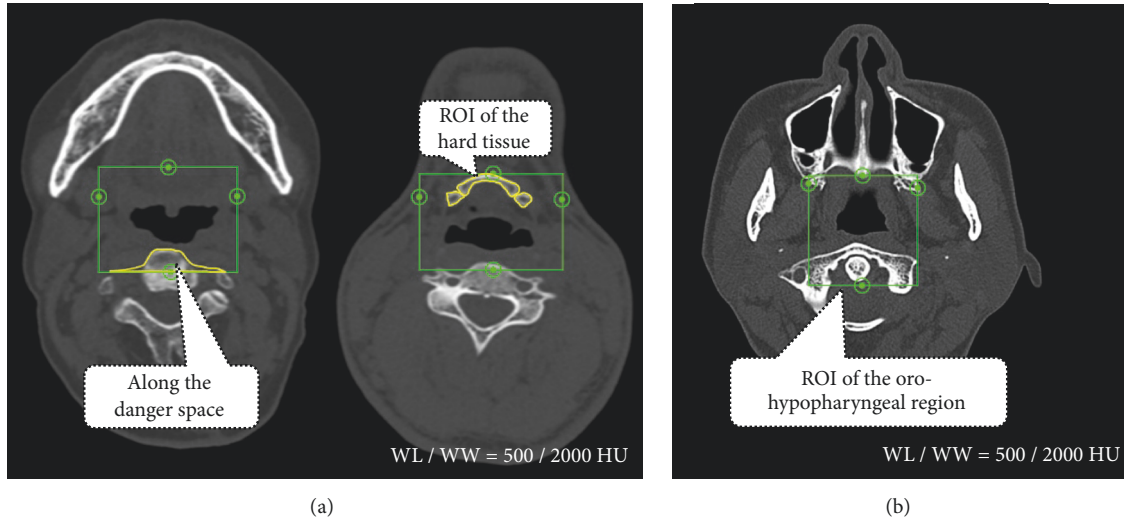 ROI of the
hard tissue
Along the
danger space
WL / WW = 500 / 2000 HU
ROI of the oro-
hypopharyngeal region
WL / WW = 500 / 2000 HU
(a)
(b)